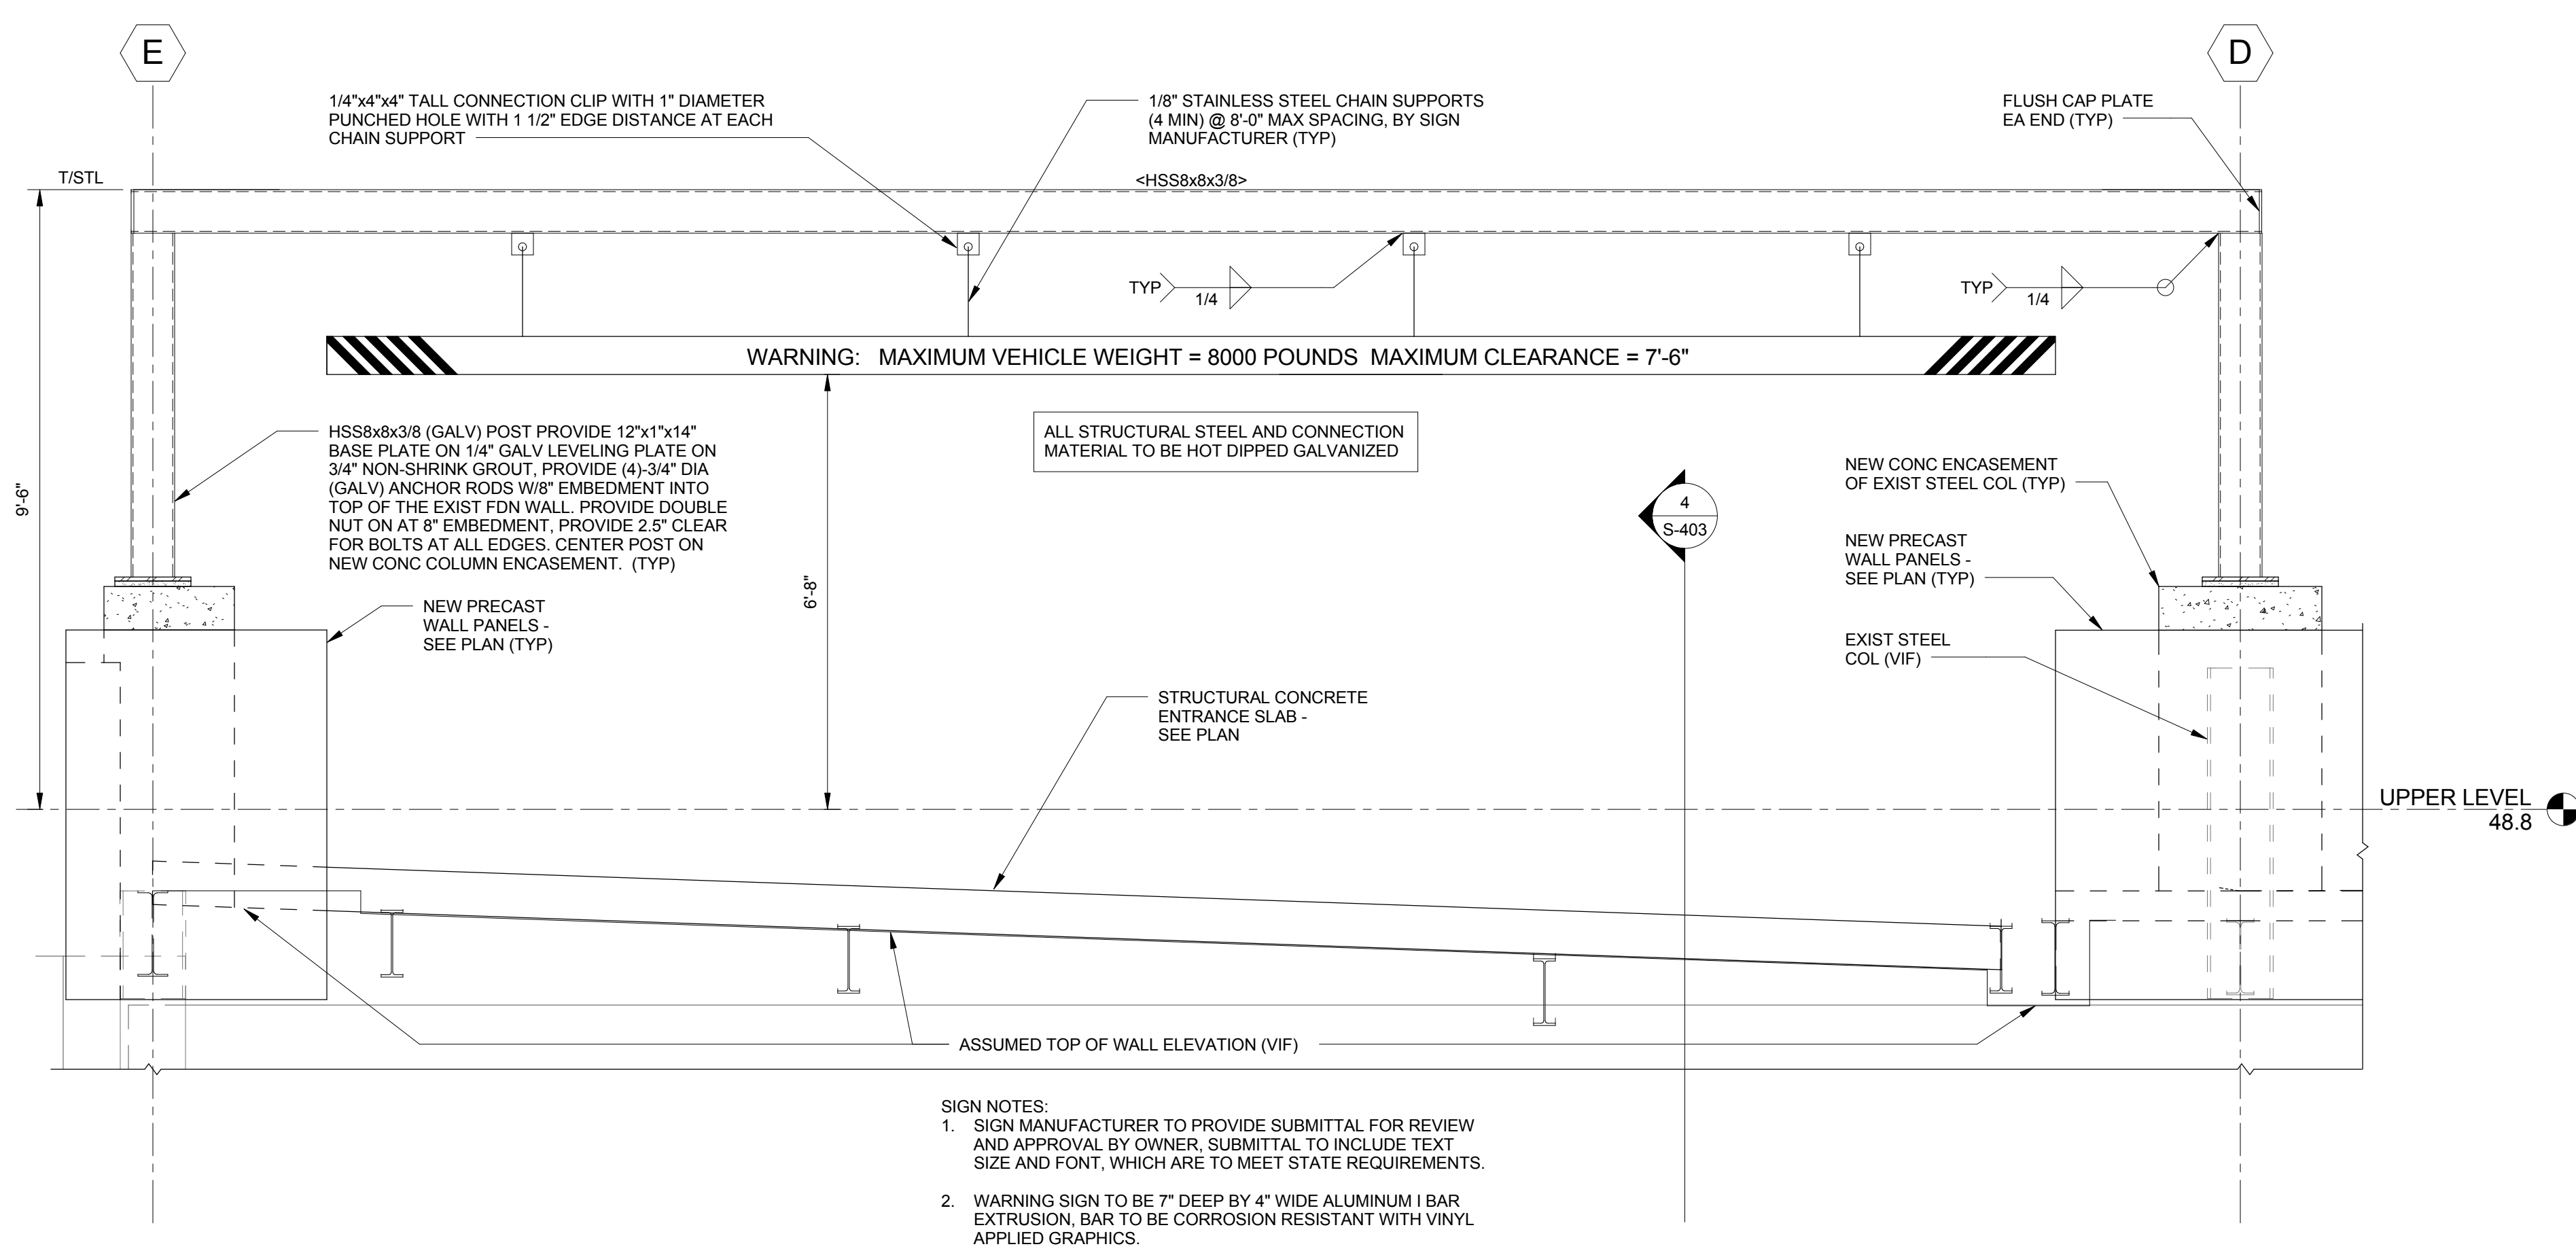 E
D
1/4"x4"x4" TALL CONNECTION CLIP WITH 1" DIAMETER
PUNCHED HOLE WITH 1 1/2" EDGE DISTANCE AT EACH
CHAIN SUPPORT
1/8" STAINLESS STEEL CHAIN SUPPORTS
(4 MIN) @ 8'-0" MAX SPACING, BY SIGN
MANUFACTURER (TYP)
FLUSH CAP PLATE
EA END (TYP)
T/STL
<HSS8x8x3/8>
TYP
1/4
TYP
1/4
WARNING: MAXIMUM VEHICLE WEIGHT = 8000 POUNDS MAXIMUM CLEARANCE = 7'-6"
9'-6"
HSS8x8x3/8 (GALV) POST PROVIDE 12"x1"x14"
BASE PLATE ON 1/4" GALV LEVELING PLATE ON
3/4" NON-SHRINK GROUT, PROVIDE (4)-3/4" DIA
(GALV) ANCHOR RODS W/8" EMBEDMENT INTO
TOP OF THE EXIST FDN WALL. PROVIDE DOUBLE
NUT ON AT 8" EMBEDMENT, PROVIDE 2.5" CLEAR
FOR BOLTS AT ALL EDGES. CENTER POST ON
NEW CONC COLUMN ENCASEMENT. (TYP)
ALL STRUCTURAL STEEL AND CONNECTION
MATERIAL TO BE HOT DIPPED GALVANIZED
4
S-403
NEW CONC ENCASEMENT
OF EXIST STEEL COL (TYP)
NEW PRECAST
WALL PANELS -
SEE PLAN (TYP)
EXIST STEEL
COL (VIF)
6'-8"
NEW PRECAST
WALL PANELS -
SEE PLAN (TYP)
STRUCTURAL CONCRETE
ENTRANCE SLAB -
SEE PLAN
UPPER LEVEL
48.8
ASSUMED TOP OF WALL ELEVATION (VIF)
SIGN NOTES:
1. SIGN MANUFACTURER TO PROVIDE SUBMITTAL FOR REVIEW
AND APPROVAL BY OWNER, SUBMITTAL TO INCLUDE TEXT
SIZE AND FONT, WHICH ARE TO MEET STATE REQUIREMENTS.
2. WARNING SIGN TO BE 7" DEEP BY 4" WIDE ALUMINUM I BAR
EXTRUSION, BAR TO BE CORROSION RESISTANT WITH VINYL
APPLIED GRAPHICS.